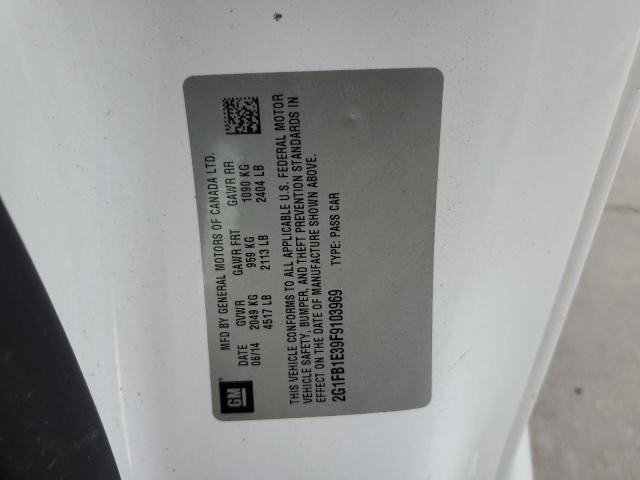 MFD BY GENERAL MOTORS OF CANADA LTD.
DATE GVWR GAWR FRT GAWR RR
06/14 2049 KG 959 KG 1090 KG
4517 LB 2113 LB 2404 LB
THIS VEHICLE CONFORMS TO ALL APPLICABLE U.S. FEDERAL MOTOR
VEHICLE SAFETY, BUMPER, AND THEFT PREVENTION STANDARDS IN
EFFECT ON THE DATE OF MANUFACTURE SHOWN ABOVE.
2G1FB1E39F9103969 TYPE: PASS CAR
GM